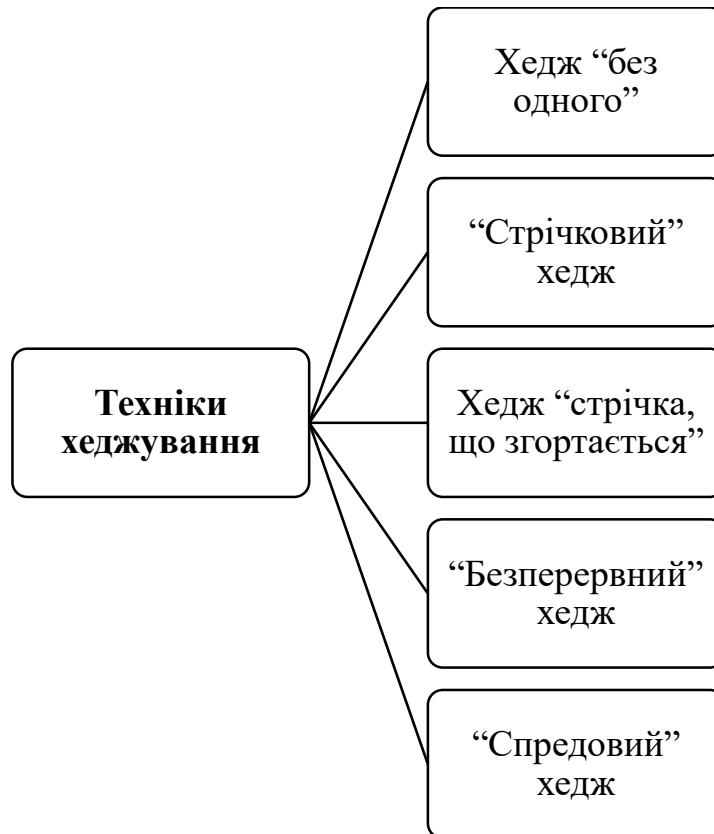 Хедж “без
одного”
“Стрічковий”
хедж
Техніки
хеджування
Хедж “стрічка,
що згортається”
“Безперервний”
хедж
“Спредовий”
хедж